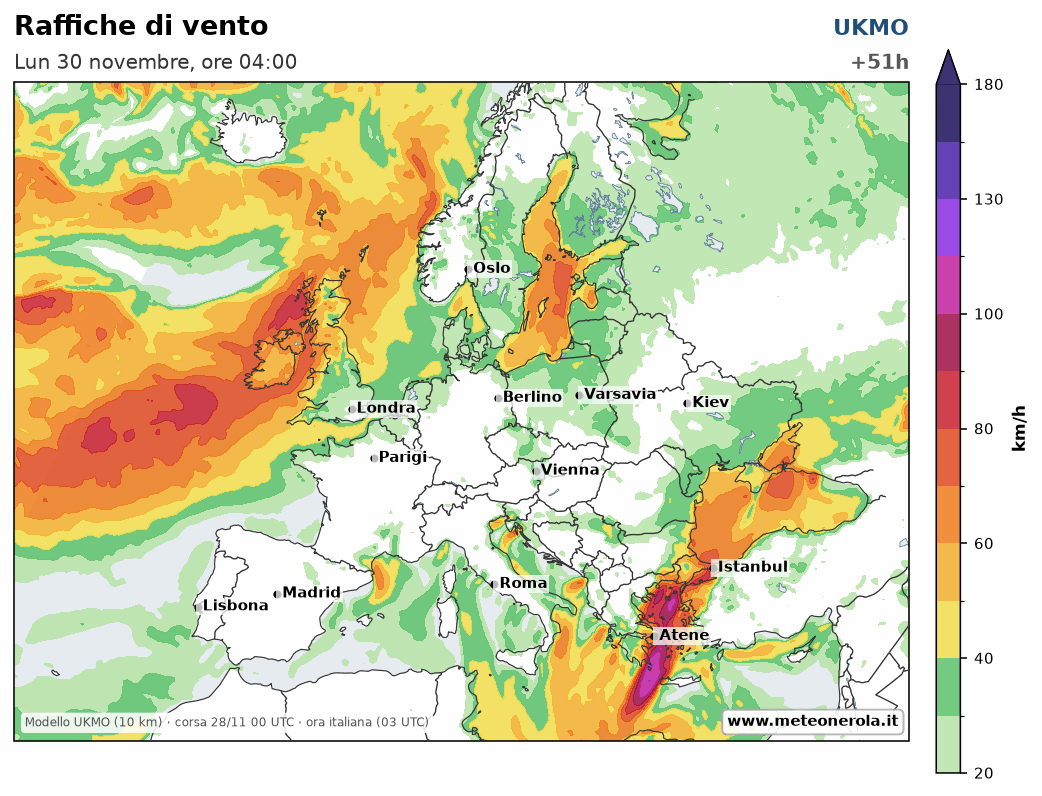 Raffiche di vento
UKMO
Lun 30 novembre, ore 04:00
+51h
180
130
100
80
60
40
20
km/h
Oslo
Berlino
Varsavia
Kiev
Londra
Parigi
Vienna
Istanbul
Roma
Madrid
Lisbona
Atene
Modello UKMO (10 km) · corsa 28/11 00 UTC · ora italiana (03 UTC)
www.meteonerola.it